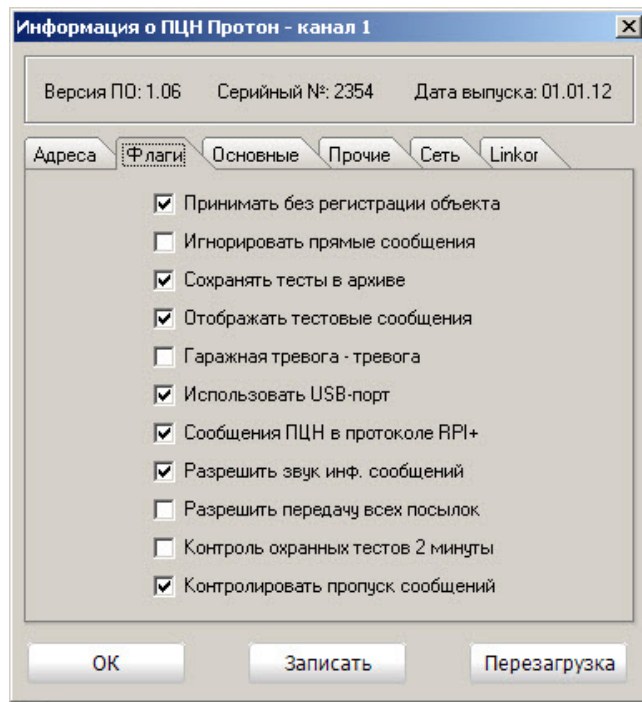 Информация о ПЦН Протон - канал 1
Версия ПО: 1.06 Серийный №: 2354 Дата выпуска: 01.01.12
Адреса Флаги Основные Прочие Сеть Linkor
Принимать без регистрации объекта
Игнорировать прямые сообщения
Сохранять тесты в архиве
Отображать тестовые сообщения
Гаражная тревога - тревога
Использовать USB-порт
Сообщения ПЦН в протоколе RPI+
Разрешить звук инф. сообщений
Разрешить передачу всех посылок
Контроль охранных тестов 2 минуты
Контролировать пропуск сообщений
ОК Записать Перезагрузка